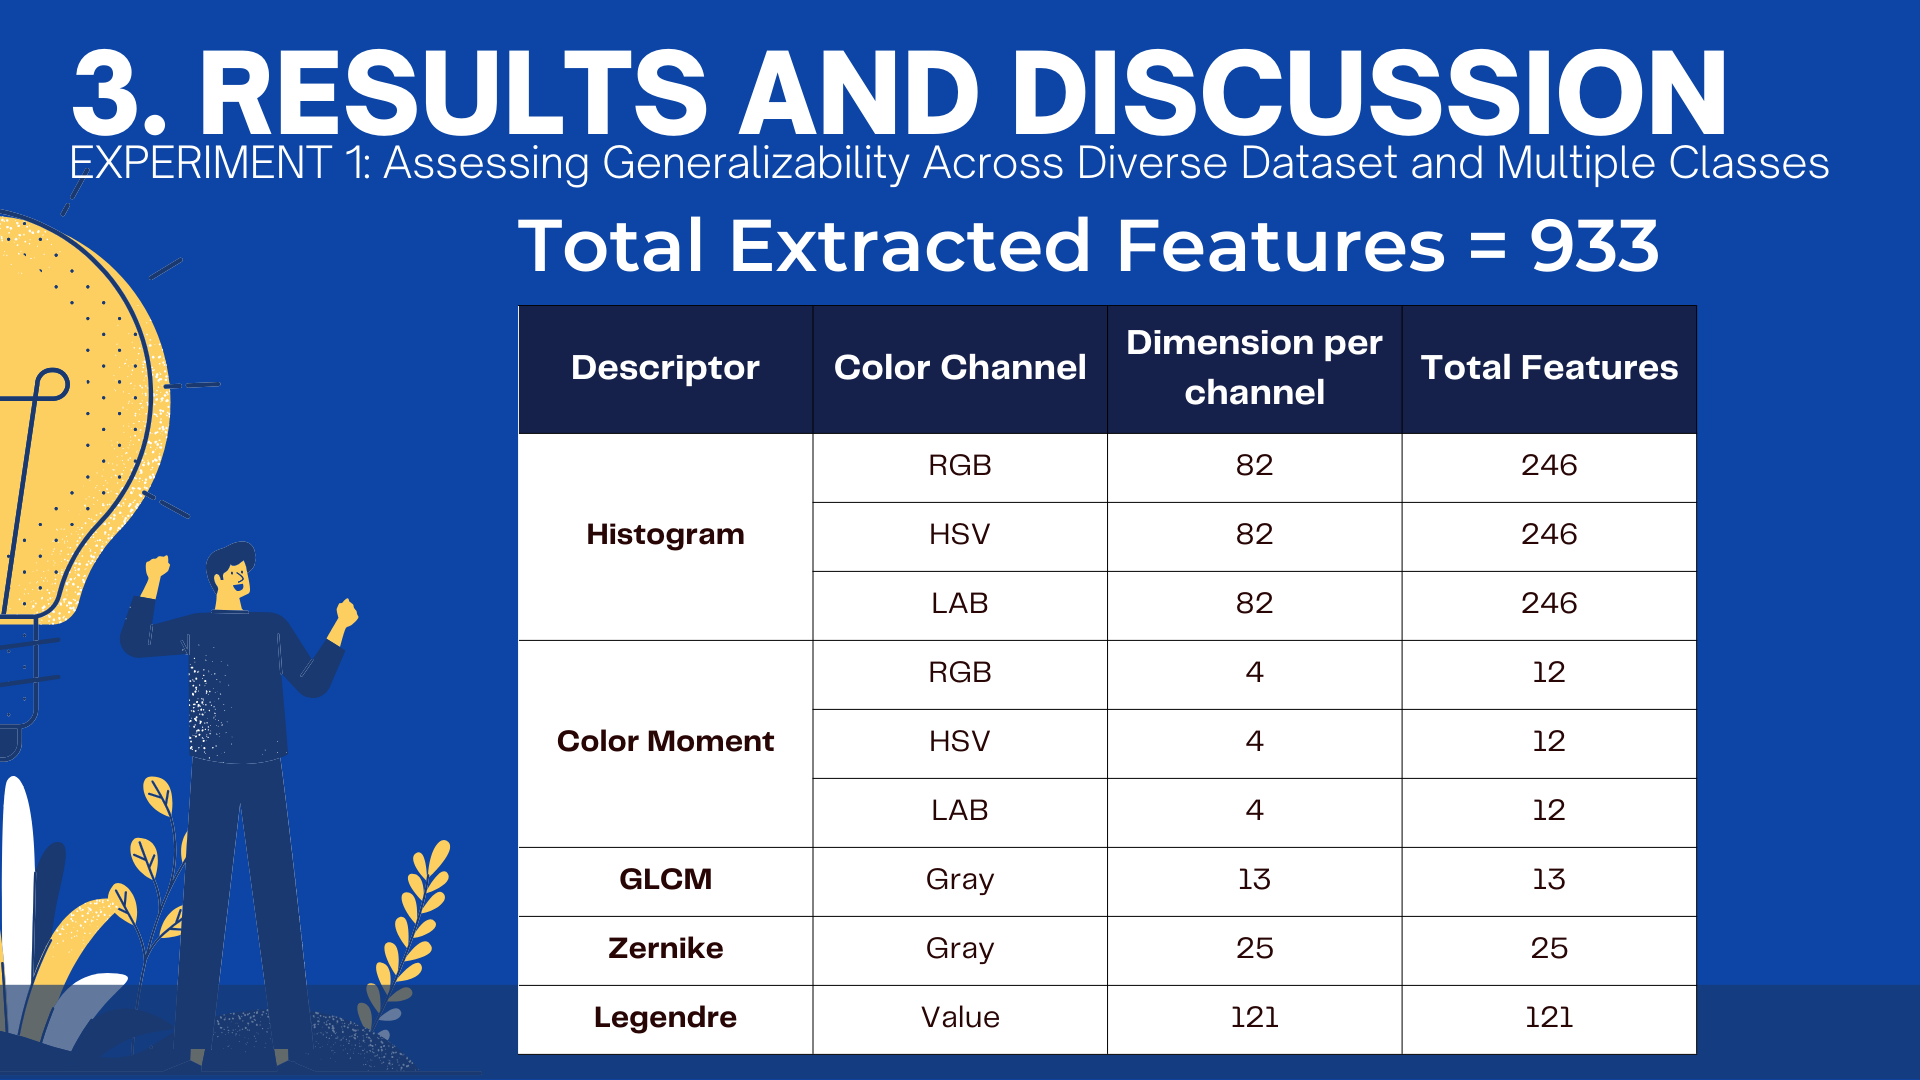 3. RESULTS AND DISCUSSION
EXPERIMENT 1: Assessing Generalizability Across Diverse Dataset and Multiple Classes
Total Extracted Features = 933
Descriptor Color Channel Dimension per channel Total Features
Histogram RGB 82 246
HSV 82 246
LAB 82 246
Color Moment RGB 4 12
HSV 4 12
LAB 4 12
GLCM Gray 13 13
Zernike Gray 25 25
Legendre Value 121 121